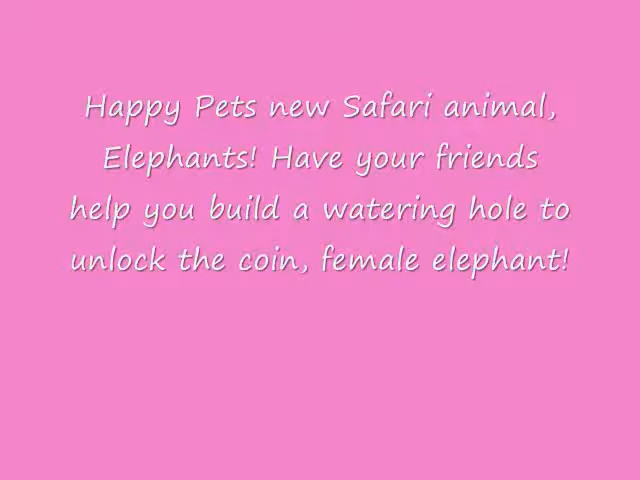 Happy Pets new Safari animal,
Elephants! Have your friends
help you build a watering hole to
unlock the coin, female elephant!